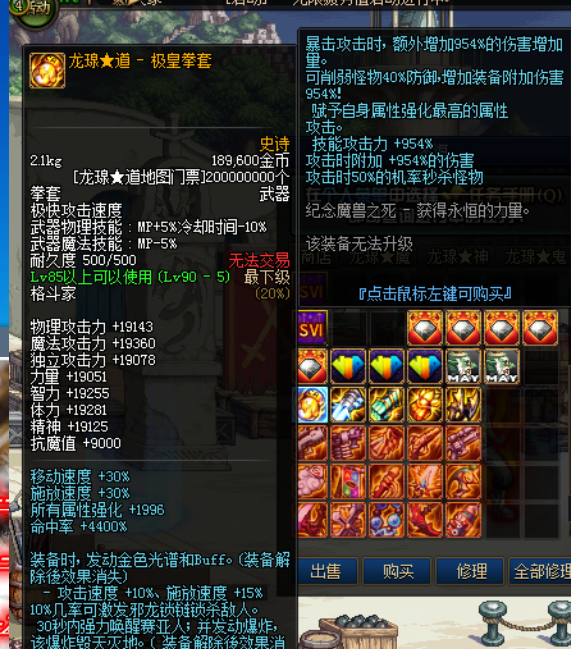 龙琅★道 - 极皇拳套
史诗
2.1kg
189,600金币
[龙琅★道地图门票]200000000个
拳套
武器
极快攻击速度
武器物理技能 : MP+5%冷却时间-10%
武器魔法技能 : MP-5%
耐久度 500/500
无法交易
Lv85以上可以使用 (Lv90 - 5)
最下级
格斗家
(20%)
物理攻击力 +19143
魔法攻击力 +19360
独立攻击力 +19078
力量 +19051
智力 +19255
体力 +19281
精神 +19125
抗魔值 +9000
移动速度 +30%
施放速度 +30%
所有属性强化 +1996
命中率 +4400%
装备时, 发动金色光谱和Buff。(装备解
除後效果消失)
- 攻击速度 +10%、施放速度 +15%
10%几率可激发邪龙锁链锁杀敌人。
30秒内强力唤醒赛亚人; 并发动爆炸,
该爆炸毁天灭地。( 装备解除後效果消
暴击攻击时, 额外增加954%的伤害增加
量。
可削弱怪物40%防御,增加装备附加伤害
954%!
赋予自身属性强化最高的属性
攻击。
技能攻击力 +954%
攻击时附加 +954%的伤害
攻击时50%的机率秒杀怪物
纪念魔兽之死 - 获得永恒的力量。
该装备无法升级
商店 龙琅★魔 龙琅★神 龙琅★鬼
『点击鼠标左键可购买』
SVI
SVI
MAY
MAY
出售
购买
修理
全部修理